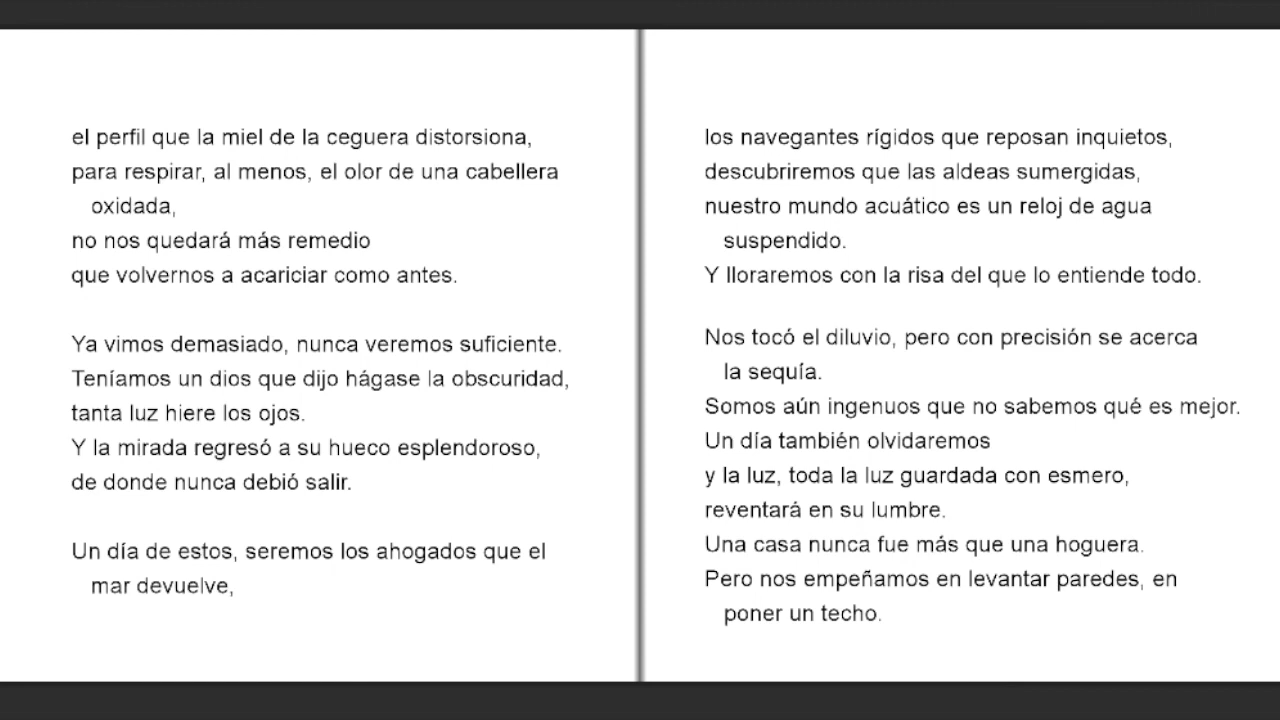 el perfil que la miel de la ceguera distorsiona,
para respirar, al menos, el olor de una cabellera
oxidada,
no nos quedará más remedio
que volvernos a acariciar como antes.
Ya vimos demasiado, nunca veremos suficiente.
Teníamos un dios que dijo hágase la obscuridad,
tanta luz hiere los ojos.
Y la mirada regresó a su hueco esplendoroso,
de donde nunca debió salir.
Un día de estos, seremos los ahogados que el
mar devuelve,
los navegantes rígidos que reposan inquietos,
descubriremos que las aldeas sumergidas,
nuestro mundo acuático es un reloj de agua
suspendido.
Y lloraremos con la risa del que lo entiende todo.
Nos tocó el diluvio, pero con precisión se acerca
la sequía.
Somos aún ingenuos que no sabemos qué es mejor.
Un día también olvidaremos
y la luz, toda la luz guardada con esmero,
reventará en su lumbre.
Una casa nunca fue más que una hoguera.
Pero nos empeñamos en levantar paredes, en
poner un techo.